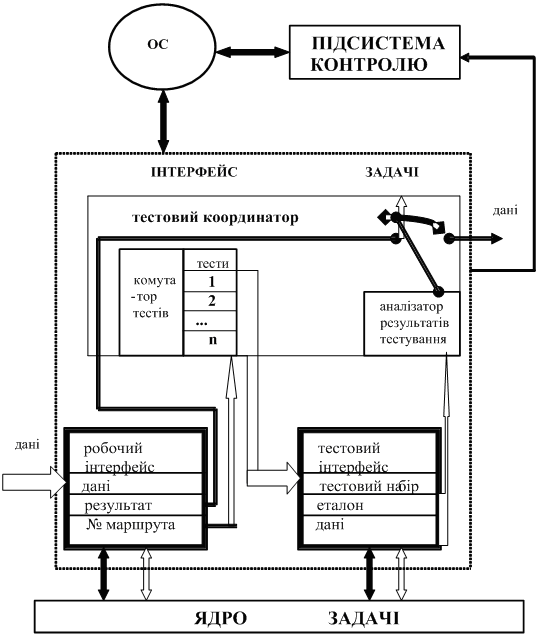 ОС
ПІДСИСТЕМА
КОНТРОЛЮ
ІНТЕРФЕЙС ЗАДАЧІ
тестовий координатор
дані
комута
-тор
тестів
тести
1
2
...
n
аналізатор
результатів
тестування
дані
робочий
інтерфейс
дані
результат
№ маршрута
тестовий
інтерфейс
тестовий набір
еталон
дані
ЯДРО ЗАДАЧІ